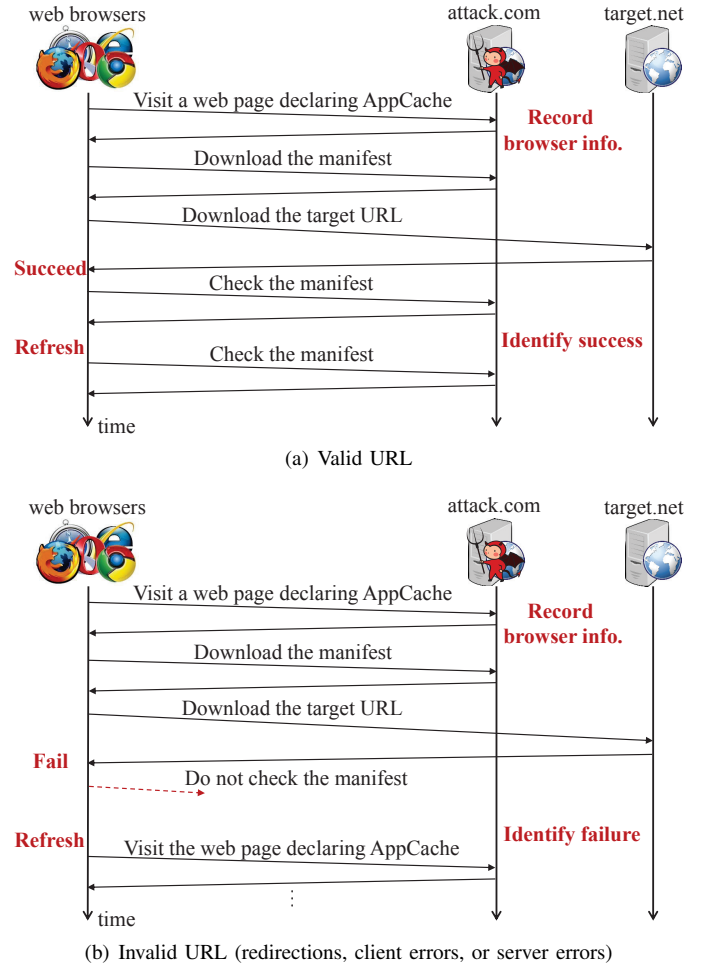 web browsers
attack.com
target.net
Visit a web page declaring AppCache
Record
browser info.
Download the manifest
Download the target URL
Succeed
Check the manifest
Refresh
Identify success
Check the manifest
time
(a) Valid URL
web browsers
attack.com
target.net
Visit a web page declaring AppCache
Record
browser info.
Download the manifest
Download the target URL
Fail
Do not check the manifest
Refresh
Identify failure
Visit the web page declaring AppCache
⋮
time
(b) Invalid URL (redirections, client errors, or server errors)